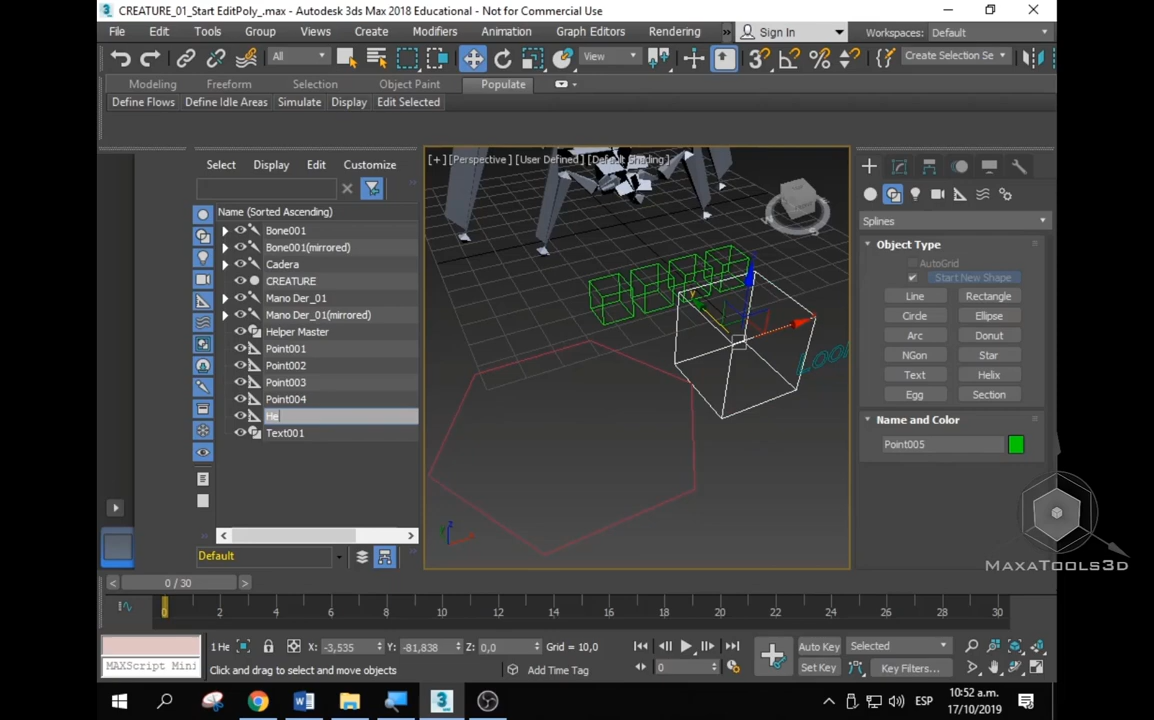 CREATURE_01_Start EditPoly_.max - Autodesk 3ds Max 2018 Educational - Not for Commercial Use
File Edit Tools Group Views Create Modifiers Animation Graph Editors Rendering » Sign In Workspaces: Default
All View Create Selection Se
Modeling Freeform Selection Object Paint Populate
Define Flows Define Idle Areas Simulate Display Edit Selected
Select Display Edit Customize
[+] [Perspective] [User Defined] [Default Shading]
Name (Sorted Ascending)
Splines
Bone001
Bone001(mirrored)
Cadera
CREATURE
Mano Der_01
Mano Der_01(mirrored)
Helper Master
Point001
Point002
Point003
Point004
He
Text001
Object Type
AutoGrid
Start New Shape
Line Rectangle
Circle Ellipse
Arc Donut
NGon Star
Text Helix
Egg Section
Name and Color
Point005
Default
MAXATOOLS3D
0 / 30
0 2 4 6 8 10 12 14 16 18 20 22 24 26 28 30
1 He X: -3,535 Y: -81,838 Z: 0,0 Grid = 10,0 Auto Key Selected
MAXScript Mini Click and drag to select and move objects Add Time Tag 0 Set Key Key Filters...
ESP 10:52 a.m.
17/10/2019